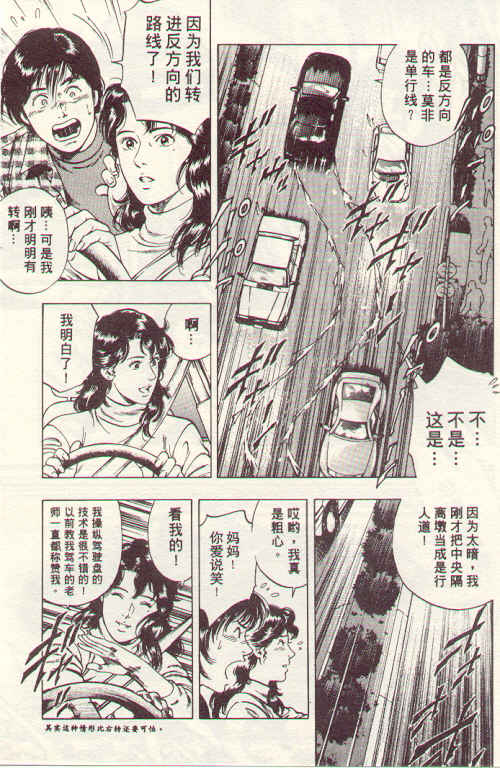 都是反方向
的车…莫非
是单行线？
不…
不是…
这是…
因为我们转
进反方向的
路线了！
咦…可是我
刚才明明有
转啊…
啊…
我明白了！
因为太暗，我
刚才把中央隔
离墩当成是行
人道！
哎哟，我真
是粗心。
妈妈！
你爱说笑！
看我的！
我操纵驾驶盘的
技术是很不错的！
以前教我驾车的老
师一直都称赞我。
其实这种情形比右转还要可怕。